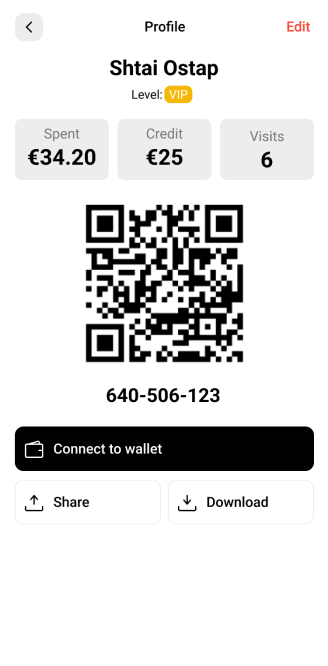 Profile
Edit
Shtai Ostap
Level: VIP
Spent
€34.20
Credit
€25
Visits
6
640-506-123
Connect to wallet
Share
Download